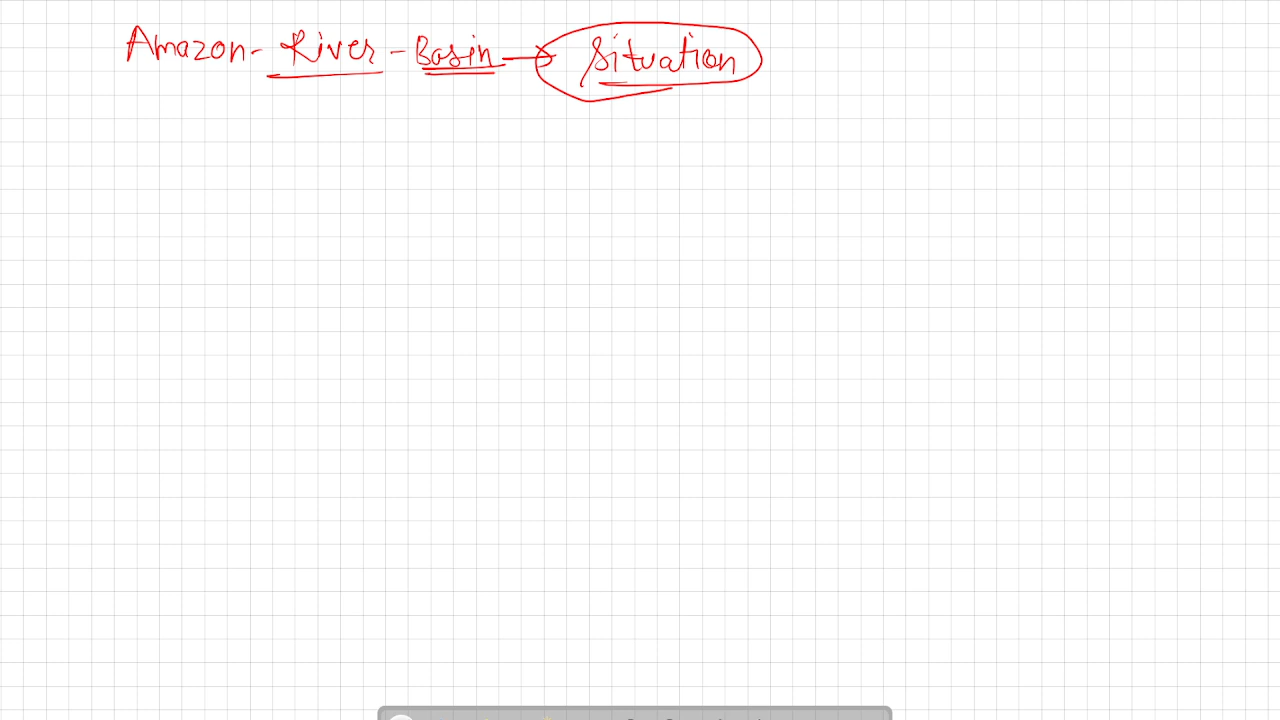 Amazon- River - Basin → Situation